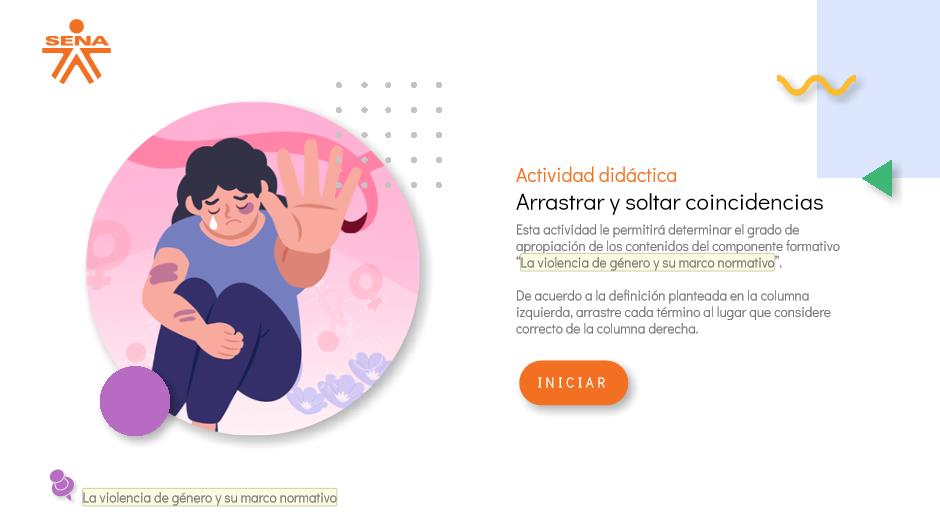 SENA
Actividad didáctica
Arrastrar y soltar coincidencias
Esta actividad le permitirá determinar el grado de
apropiación de los contenidos del componente formativo
“La violencia de género y su marco normativo”.
De acuerdo a la definición planteada en la columna
izquierda, arrastre cada término al lugar que considere
correcto de la columna derecha.
INICIAR
La violencia de género y su marco normativo